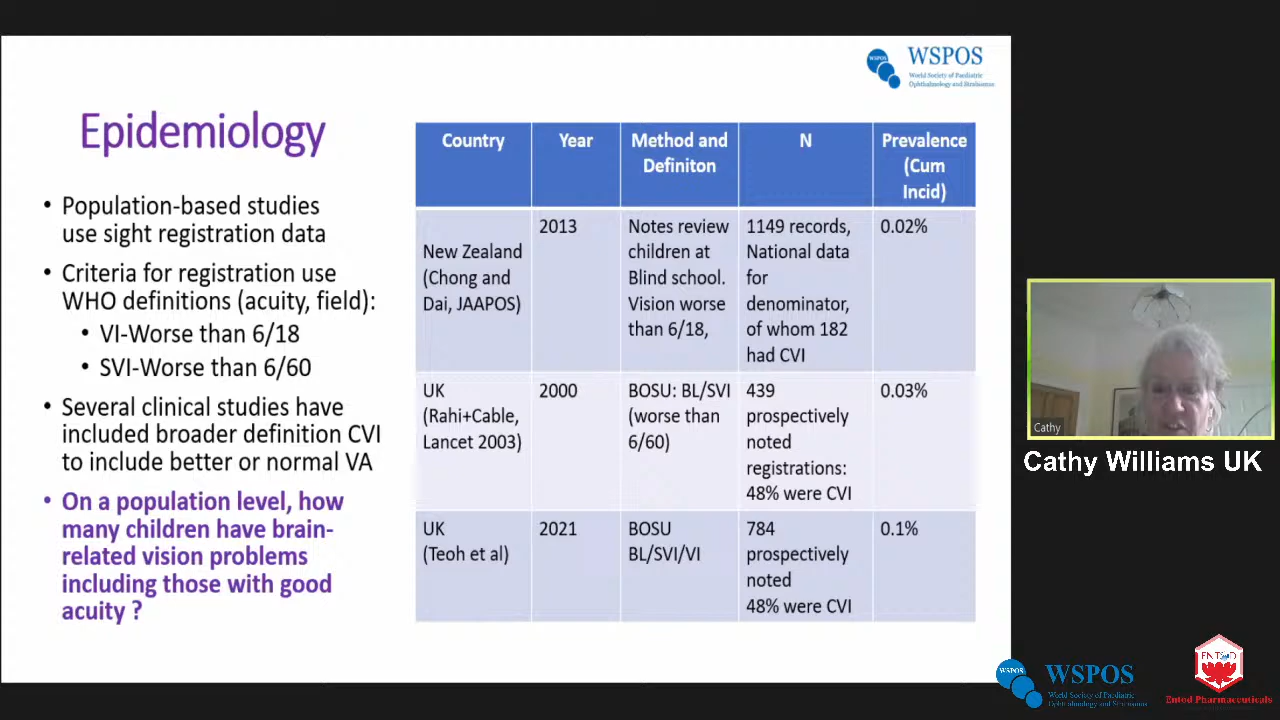 WSPOS
WSPOS
World Society of Paediatric
Ophthalmology and Strabismus
Epidemiology
• Population-based studies
use sight registration data
• Criteria for registration use
WHO definitions (acuity, field):
• VI-Worse than 6/18
• SVI-Worse than 6/60
• Several clinical studies have
included broader definition CVI
to include better or normal VA
• On a population level, how
many children have brain-
related vision problems
including those with good
acuity ?
Country
Year
Method and
Definiton
N
Prevalence
(Cum
Incid)
New Zealand
(Chong and
Dai, JAAPOS)
2013
Notes review
children at
Blind school.
Vision worse
than 6/18,
1149 records,
National data
for
denominator,
of whom 182
had CVI
0.02%
UK
(Rahi+Cable,
Lancet 2003)
2000
BOSU: BL/SVI
(worse than
6/60)
439
prospectively
noted
registrations:
48% were CVI
0.03%
UK
(Teoh et al)
2021
BOSU
BL/SVI/VI
784
prospectively
noted
48% were CVI
0.1%
Cathy
Cathy Williams UK
WSPOS
WSPOS
World Society of Paediatric
Ophthalmology and Strabismus
Entod Pharmaceuticals